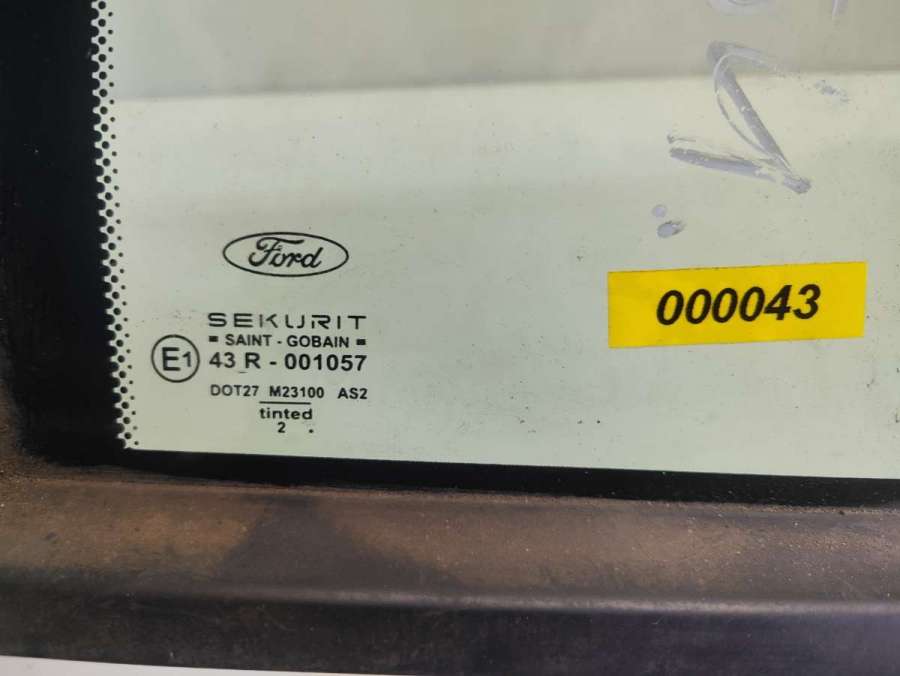 Ford
000043
SEKURIT
SAINT - GOBAIN
E1 43 R - 001057
DOT27 M23100 AS2
tinted
2 .